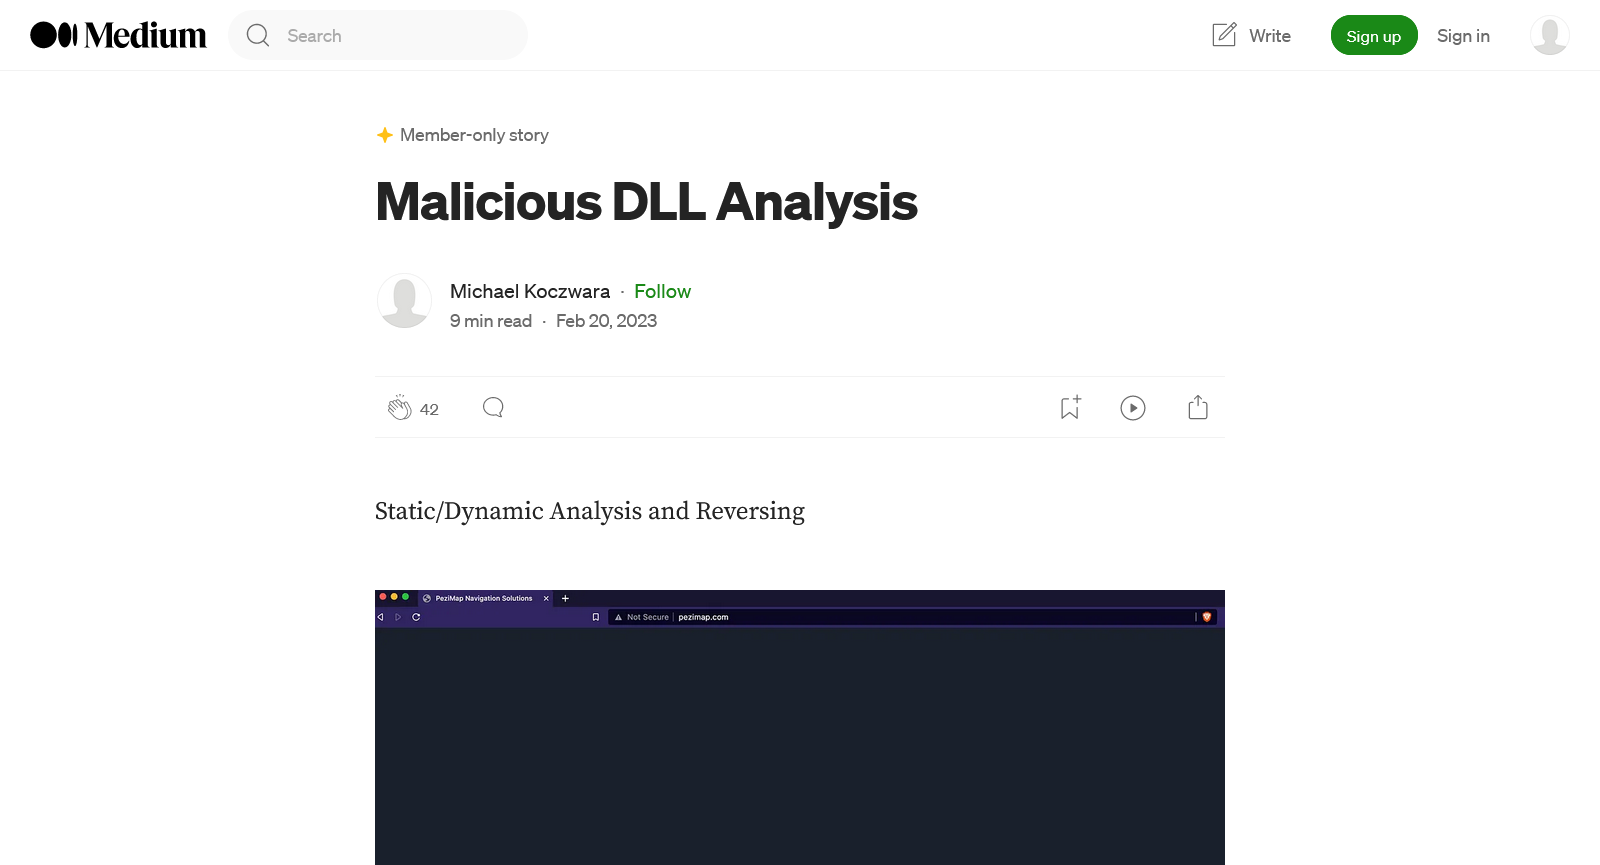 Medium
Search
Write
Sign up
Sign in
Member-only story
Malicious DLL Analysis
Michael Koczwara · Follow
9 min read · Feb 20, 2023
42
Static/Dynamic Analysis and Reversing
PeziMap Navigation Solutions
Not Secure | pezimap.com